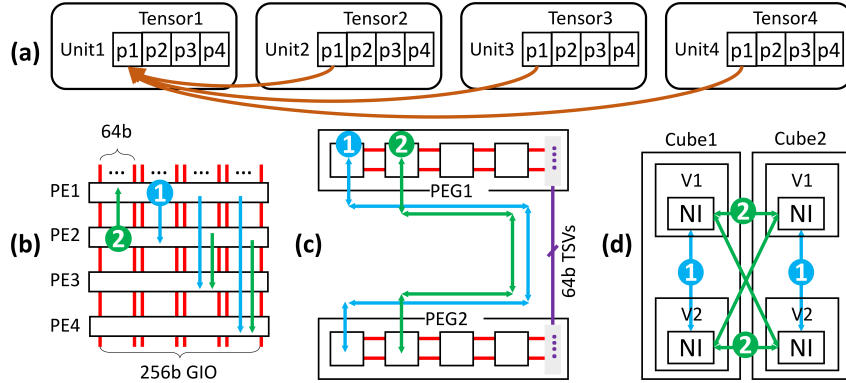 Tensor1 Tensor2 Tensor3 Tensor4
(a) Unit1 p1 p2 p3 p4 Unit2 p1 p2 p3 p4 Unit3 p1 p2 p3 p4 Unit4 p1 p2 p3 p4
64b
... ... ... ...
PE1 1
(b) PE2 2
PE3
PE4
256b GIO
1 2
PEG1
(c)
64b TSVs
PEG2
Cube1 Cube2
V1 V1
NI 2 NI
(d) 1 1
V2 V2
NI 2 NI